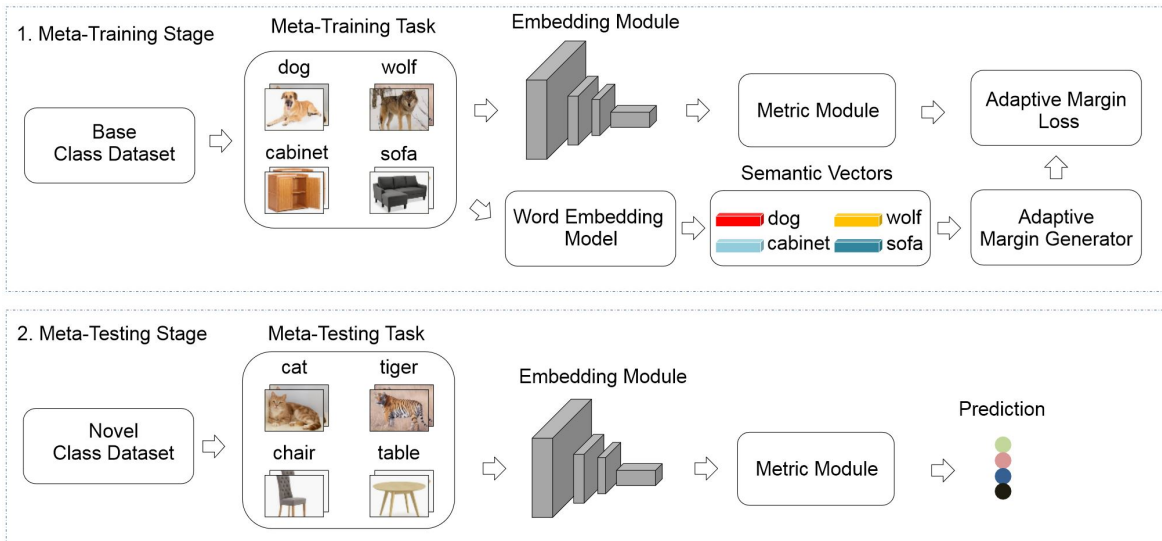 1. Meta-Training Stage
Meta-Training Task
Embedding Module
dog
wolf
cabinet
sofa
Base
Class Dataset
Metric Module
Adaptive Margin
Loss
Word Embedding
Model
Semantic Vectors
dog
wolf
cabinet
sofa
Adaptive
Margin Generator
2. Meta-Testing Stage
Meta-Testing Task
Embedding Module
cat
tiger
chair
table
Novel
Class Dataset
Metric Module
Prediction